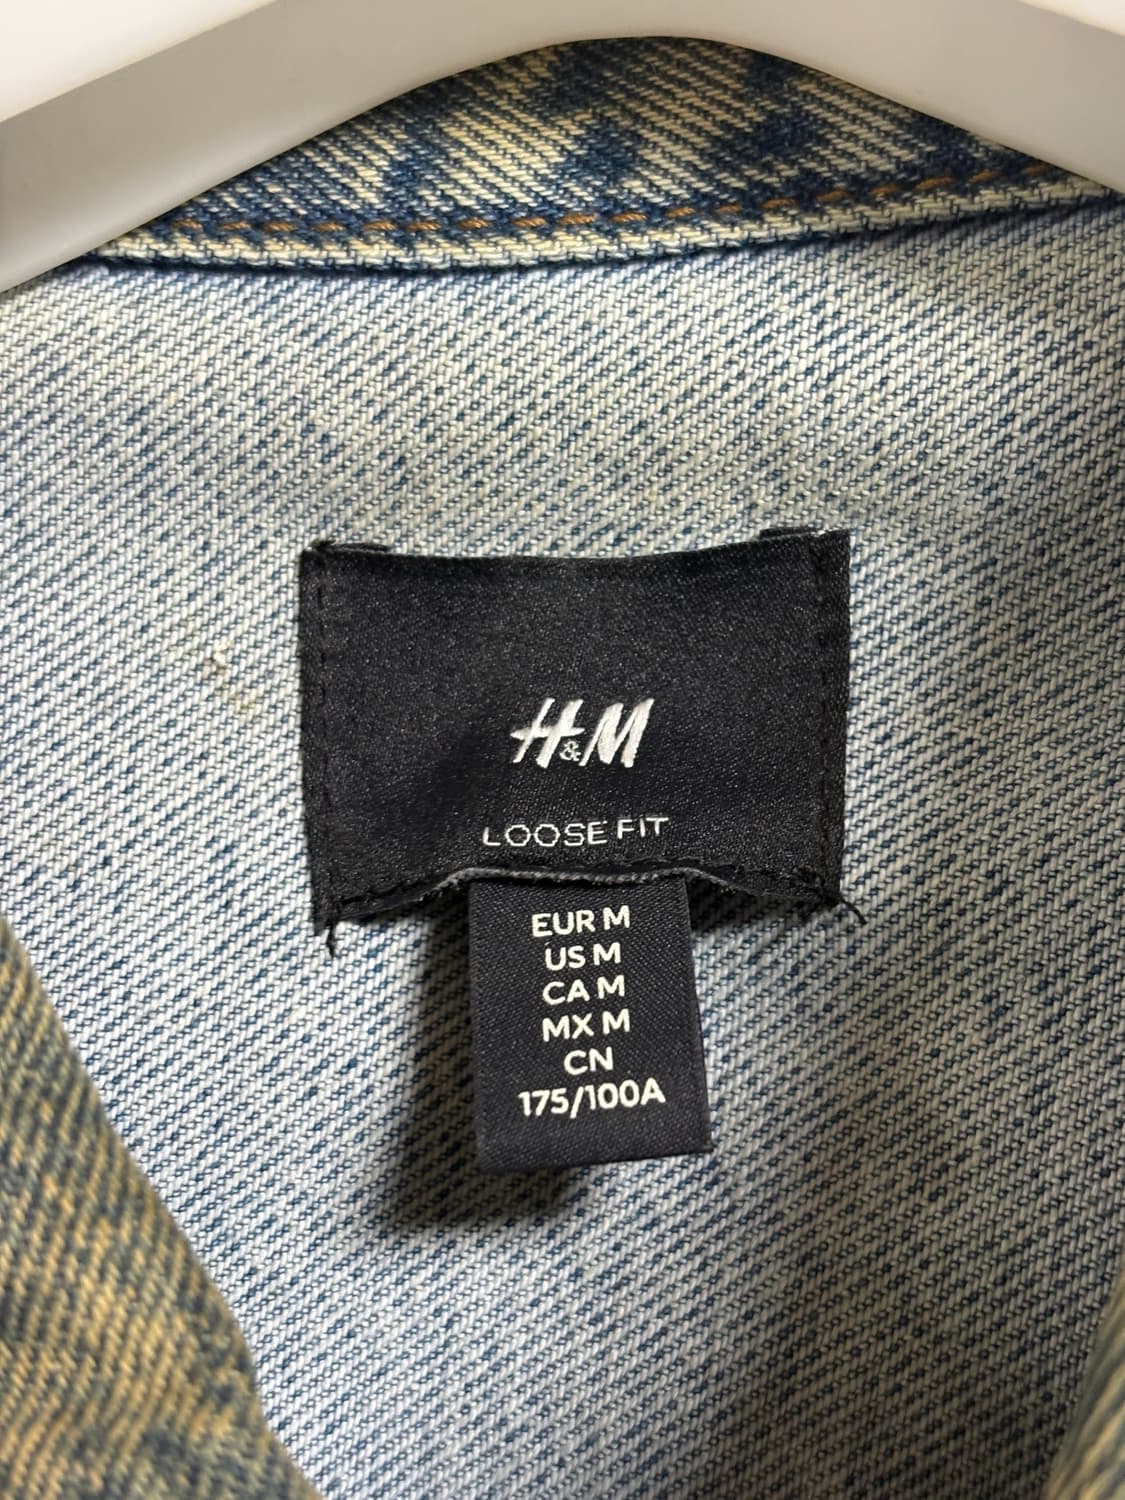 H&M
LOOSE FIT
EUR M
US M
CA M
MX M
CN
175/100A